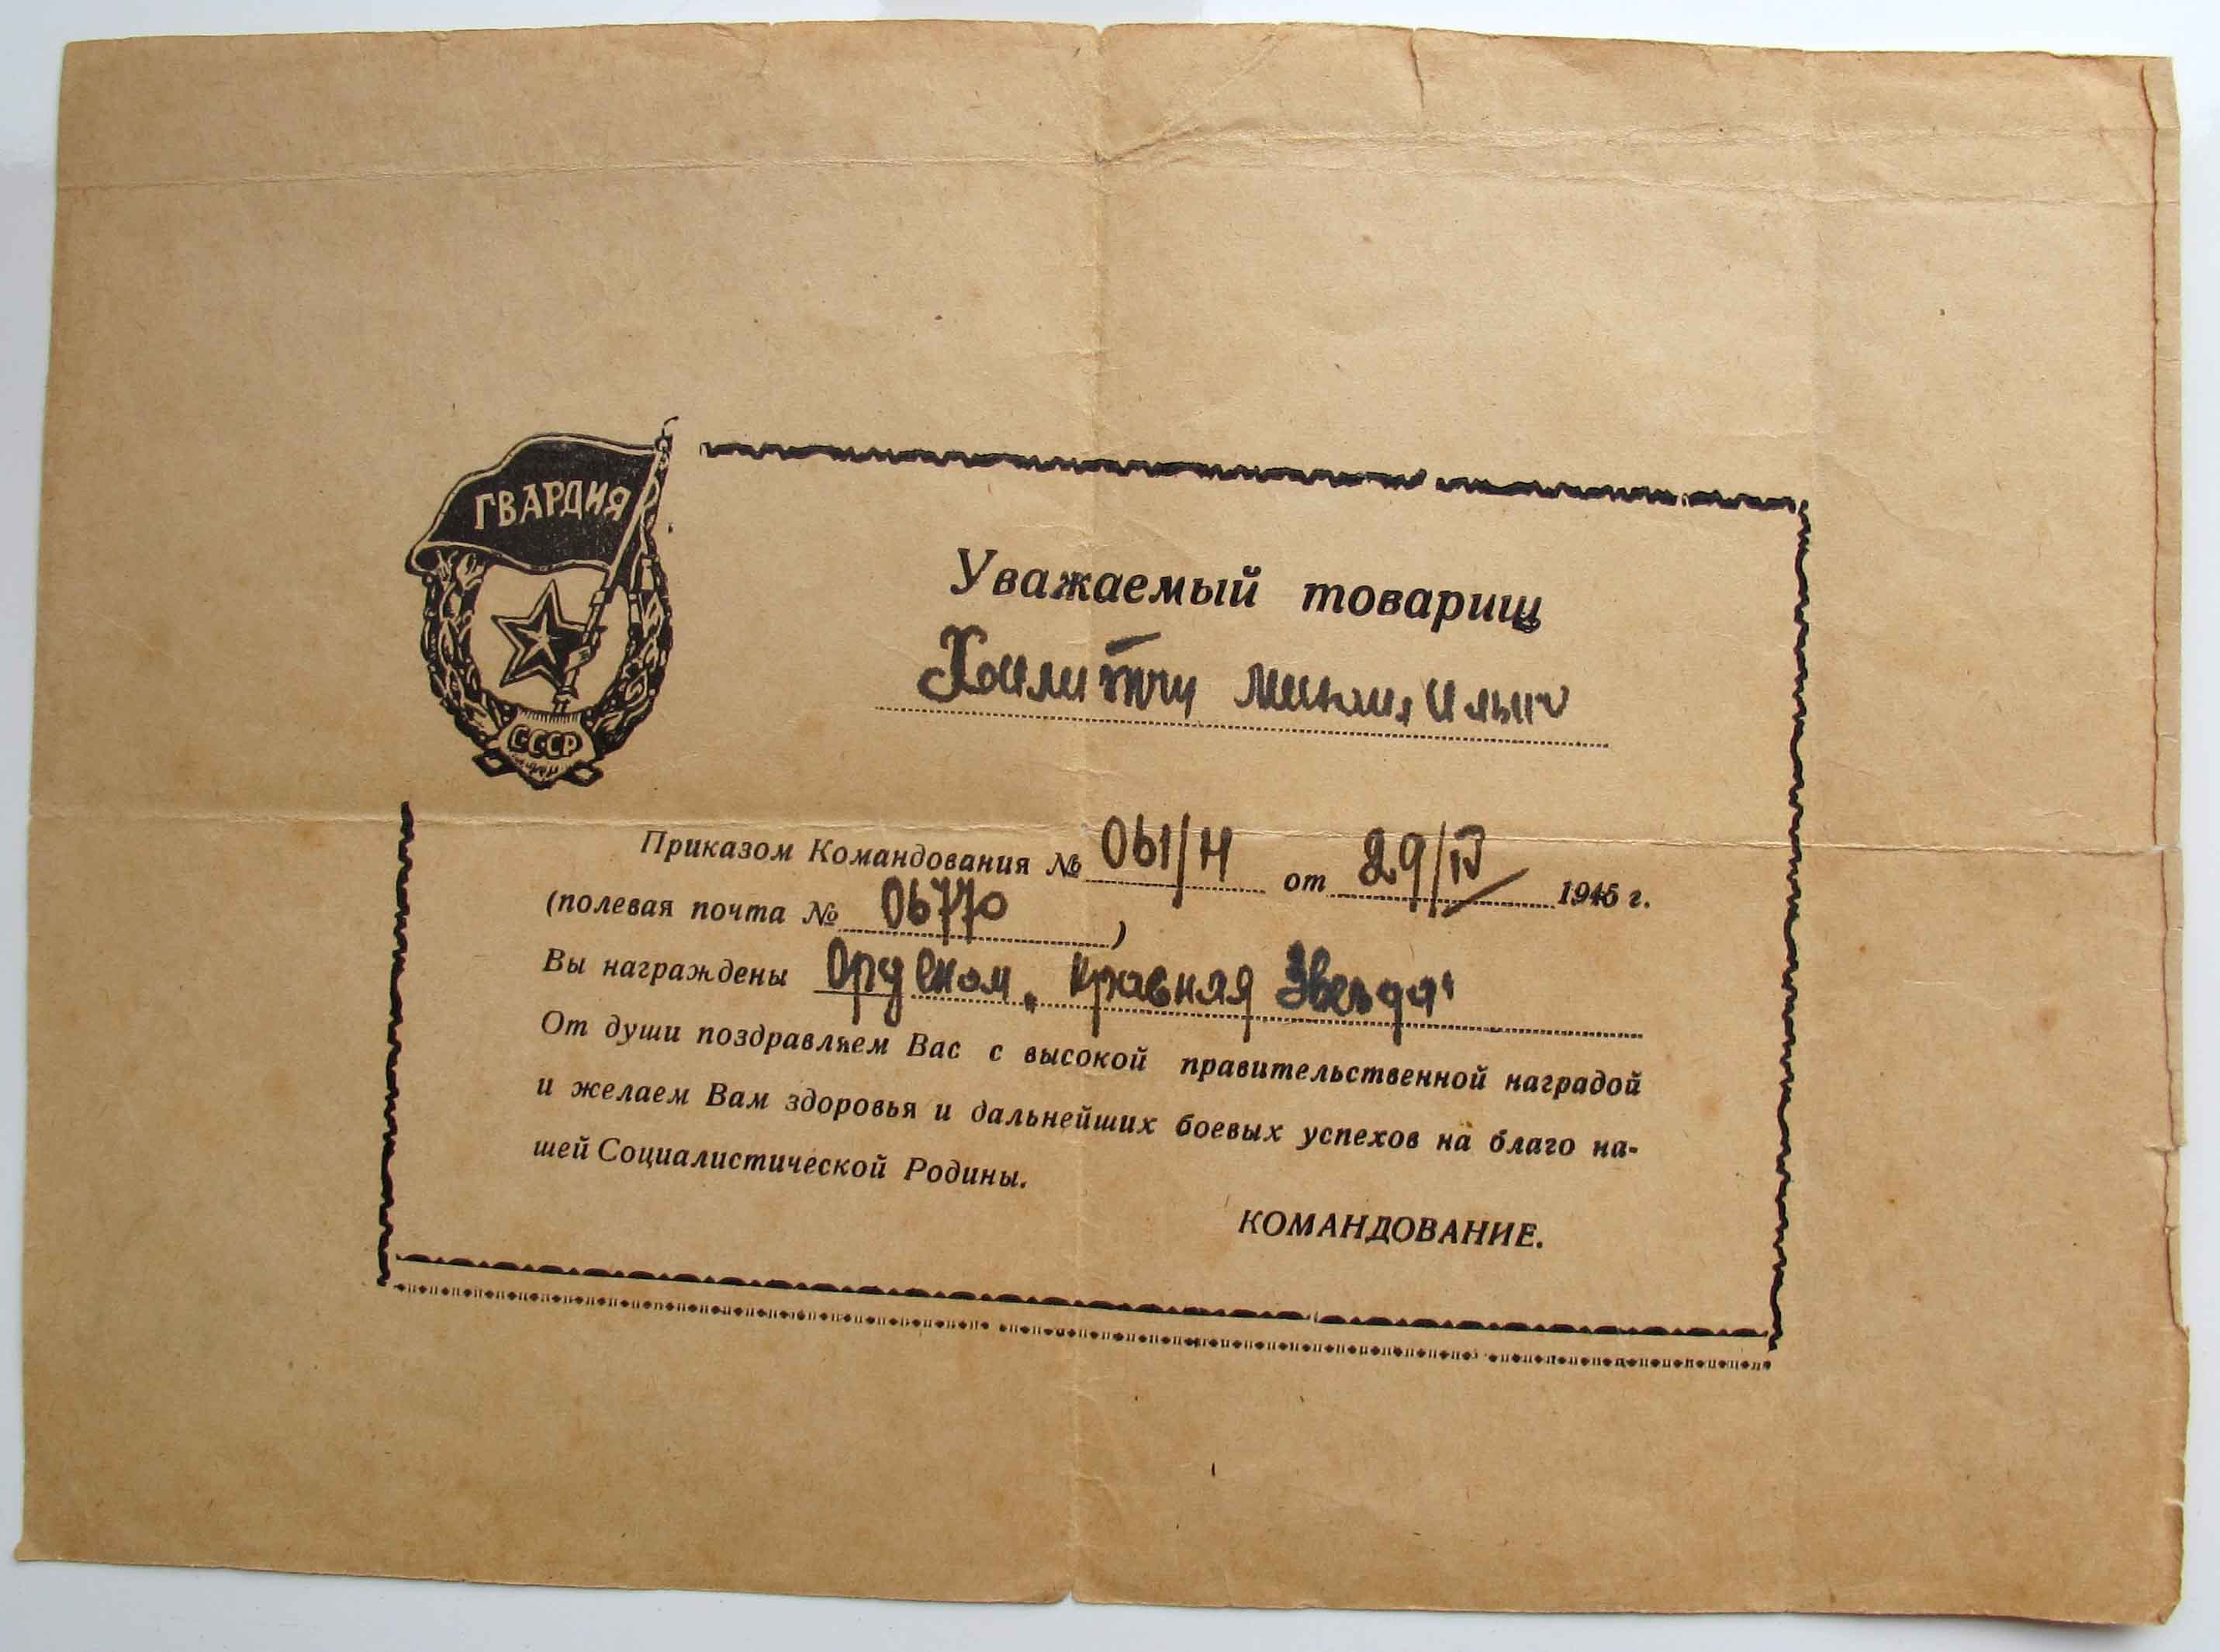 ГВАРДИЯ
СССР
Уважаемый товарищ
Приказом Командования № 061/Н от 29/IV 1945 г.
(полевая почта № 06770 )
Вы награждены Орденом „Красная Звезда"
От души поздравляем Вас с высокой правительственной наградой
и желаем Вам здоровья и дальнейших боевых успехов на благо на-
шей Социалистической Родины.
КОМАНДОВАНИЕ.